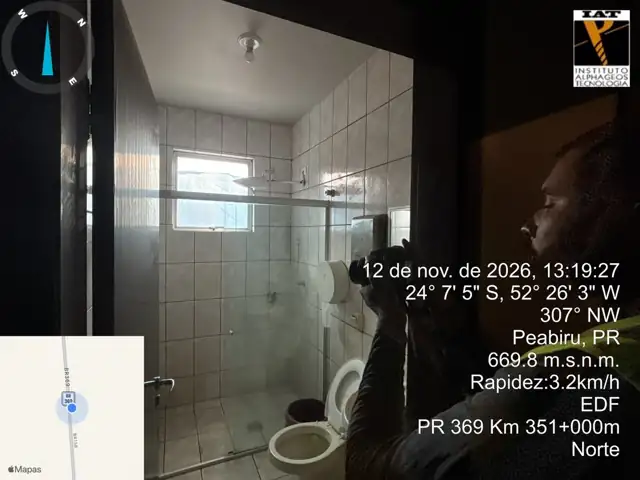 W
N
S
E
IAT
INSTITUTO
ALPHAGEOS
TECNOLOGIA
12 de nov. de 2026, 13:19:27
24° 7' 5" S, 52° 26' 3" W
307° NW
Peabiru, PR
669.8 m.s.n.m.
Rapidez:3.2km/h
EDF
PR 369 Km 351+000m
Norte
369
Mapas